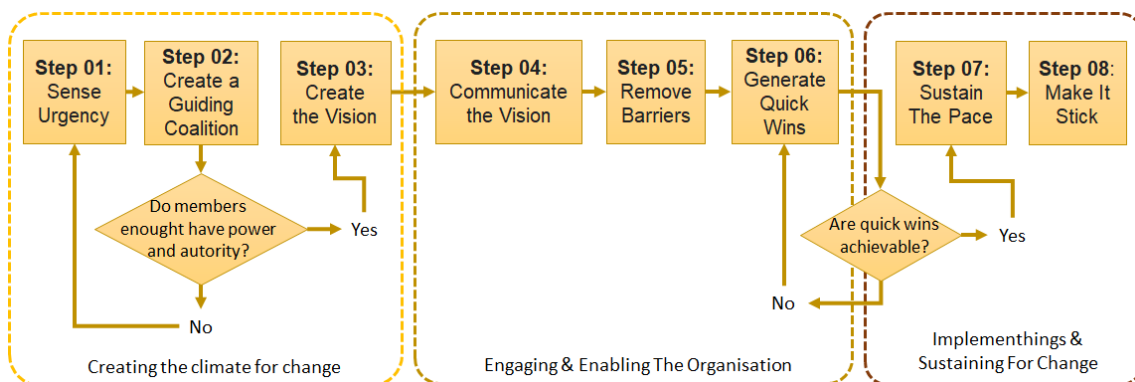 Step 01:
Sense
Urgency
Step 02:
Create a
Guiding
Coalition
Step 03:
Create
the Vision
Do members
enought have power
and autority?
Yes
No
Creating the climate for change
Step 04:
Communicate
the Vision
Step 05:
Remove
Barriers
Step 06:
Generate
Quick
Wins
No
Engaging & Enabling The Organisation
Are quick wins
achievable?
Yes
Step 07:
Sustain
The Pace
Step 08:
Make It
Stick
Implementhings &
Sustaining For Change